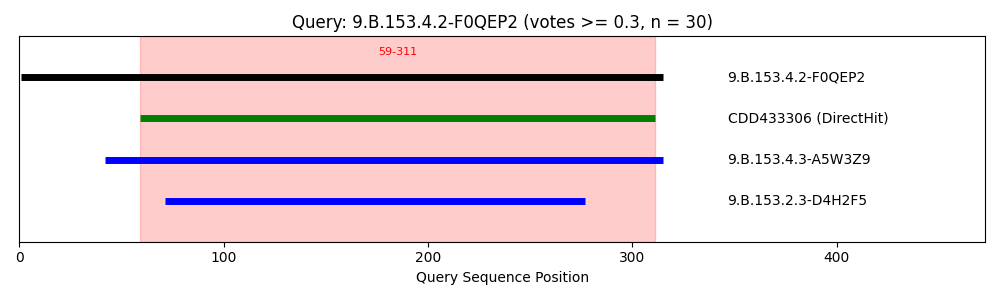 Query: 9.B.153.4.2-F0QEP2 (votes >= 0.3, n = 30)
59-311
9.B.153.4.2-F0QEP2
CDD433306 (DirectHit)
9.B.153.4.3-A5W3Z9
9.B.153.2.3-D4H2F5
0 100 200 300 400
Query Sequence Position